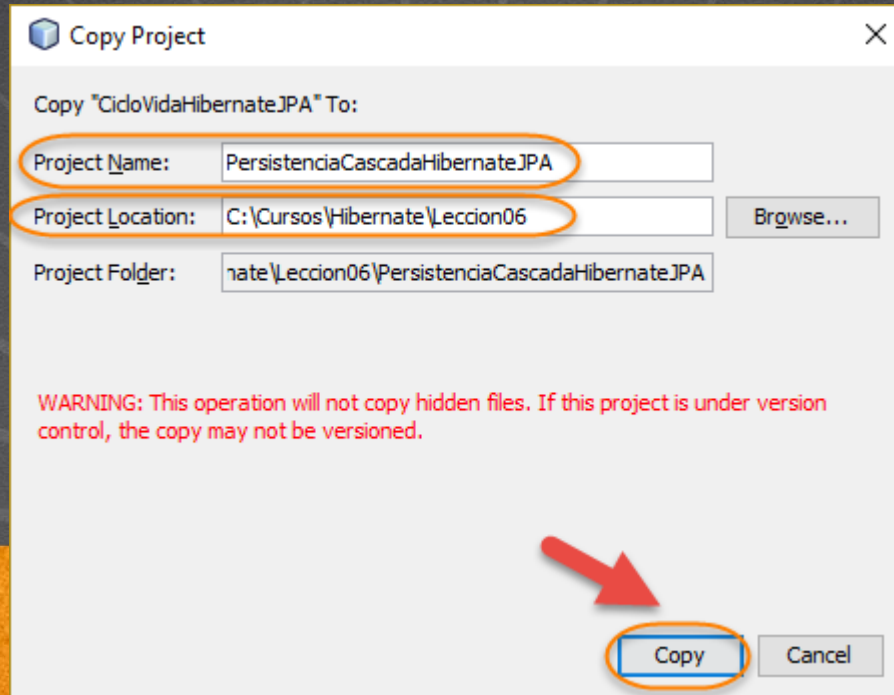 Copy Project
Copy "CicloVidaHibernateJPA" To:
Project Name: PersistenciaCascadaHibernateJPA
Project Location: C:\Cursos\Hibernate\Leccion06 Browse...
Project Folder: nate\Leccion06\PersistenciaCascadaHibernateJPA
WARNING: This operation will not copy hidden files. If this project is under version
control, the copy may not be versioned.
Copy Cancel